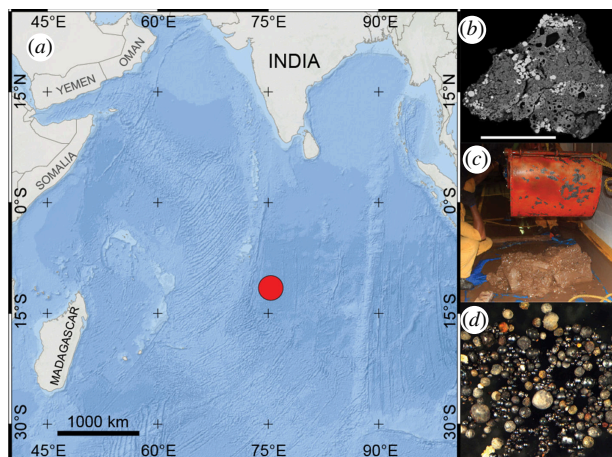 45°E 60°E 75°E 90°E
(a)
INDIA
OMAN
YEMEN
SOMALIA
15°N 15°N
0°S 0°S
15°S 15°S
MADAGASCAR
1000 km
30°S 30°S
45°E 60°E 75°E 90°E
(b)
(c)
(d)